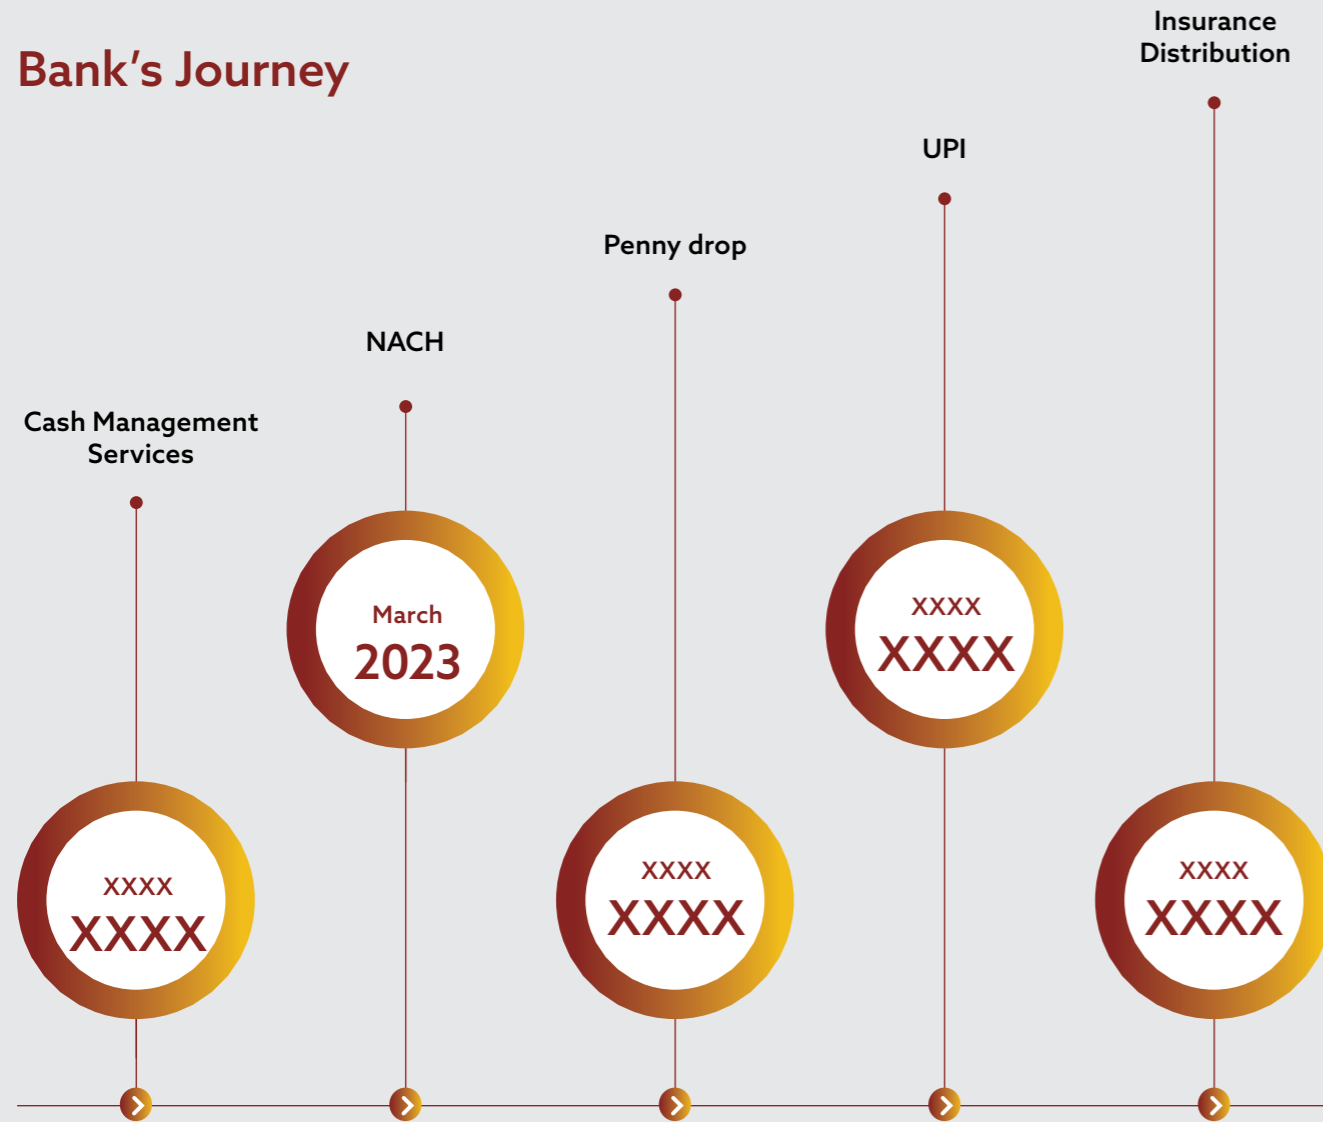 Bank's Journey
Cash Management
Services
xxxx
XXXX
NACH
March
2023
Penny drop
xxxx
XXXX
UPI
xxxx
XXXX
Insurance
Distribution
xxxx
XXXX